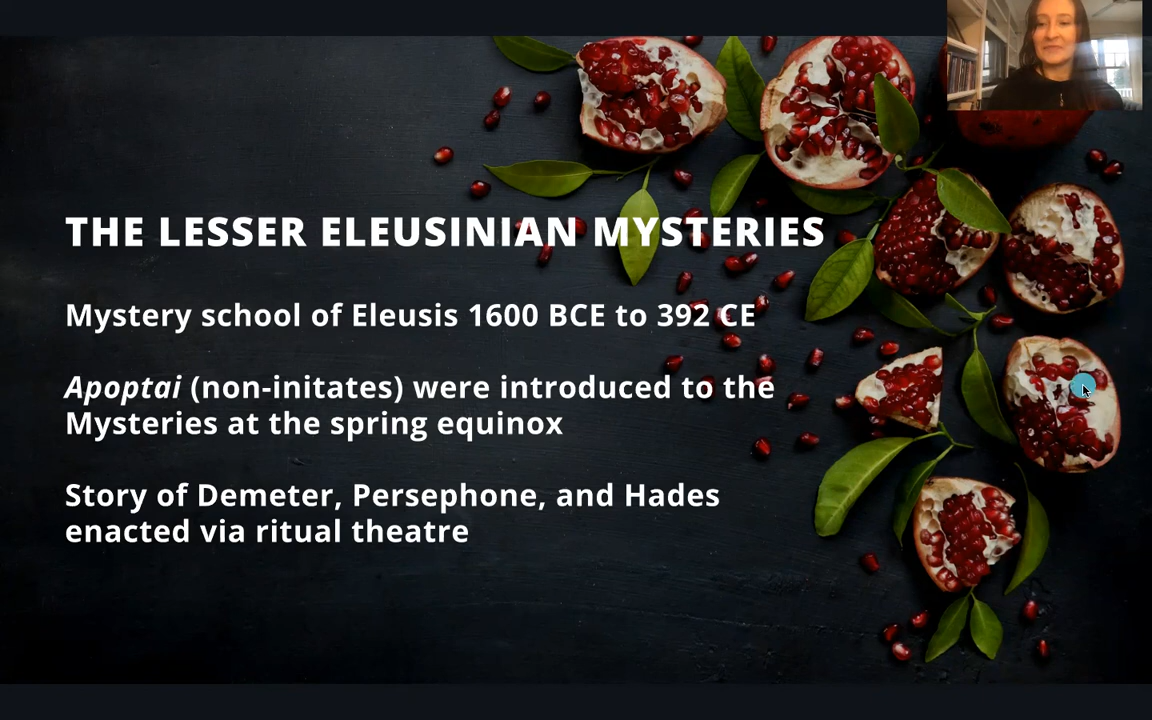 THE LESSER ELEUSINIAN MYSTERIES
Mystery school of Eleusis 1600 BCE to 392 CE
Apoptai (non-initates) were introduced to the
Mysteries at the spring equinox
Story of Demeter, Persephone, and Hades
enacted via ritual theatre